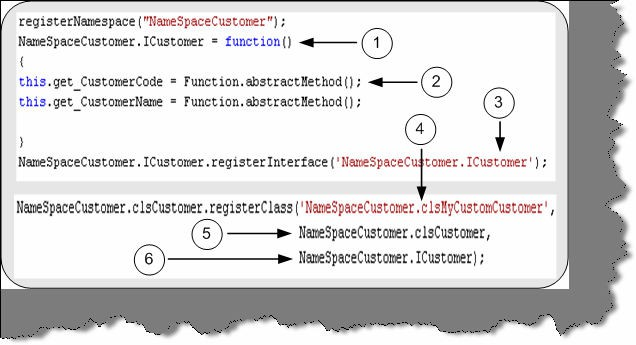 registerNamespace("NameSpaceCustomer");
NameSpaceCustomer.ICustomer = function() 1
{
this.get_CustomerCode = Function.abstractMethod(); 2
this.get_CustomerName = Function.abstractMethod();
3
4
}
NameSpaceCustomer.ICustomer.registerInterface('NameSpaceCustomer.ICustomer');
NameSpaceCustomer.clsCustomer.registerClass('NameSpaceCustomer.clsMyCustomCustomer',
5 NameSpaceCustomer.clsCustomer,
6 NameSpaceCustomer.ICustomer);